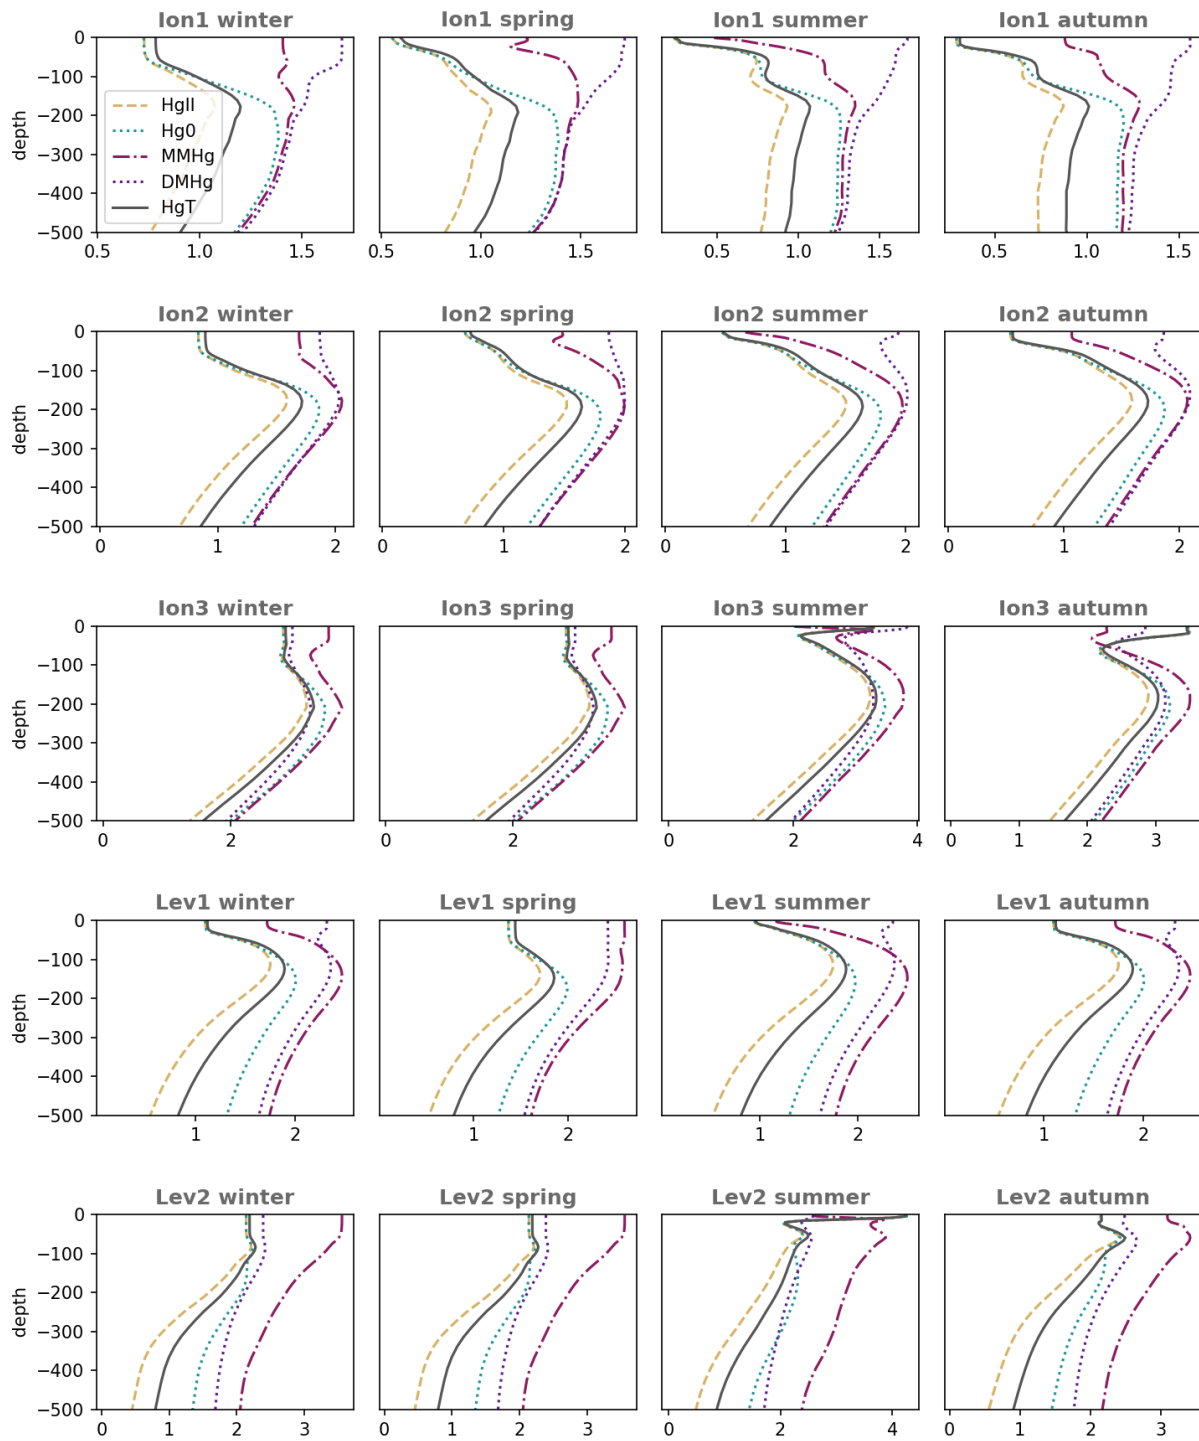 Ion1 winter Ion1 spring Ion1 summer Ion1 autumn
0
−100
−200
−300
−400
−500
depth
HgII
Hg0
MMHg
DMHg
HgT
0.5 1.0 1.5 0.5 1.0 1.5 0.5 1.0 1.5 0.5 1.0 1.5
Ion2 winter Ion2 spring Ion2 summer Ion2 autumn
0
−100
−200
−300
−400
−500
depth
0 1 2 0 1 2 0 1 2 0 1 2
Ion3 winter Ion3 spring Ion3 summer Ion3 autumn
0
−100
−200
−300
−400
−500
depth
0 2 0 2 0 2 4 0 1 2 3
Lev1 winter Lev1 spring Lev1 summer Lev1 autumn
0
−100
−200
−300
−400
−500
depth
1 2 1 2 1 2 1 2
Lev2 winter Lev2 spring Lev2 summer Lev2 autumn
0
−100
−200
−300
−400
−500
depth
0 1 2 3 0 1 2 3 0 2 4 0 1 2 3